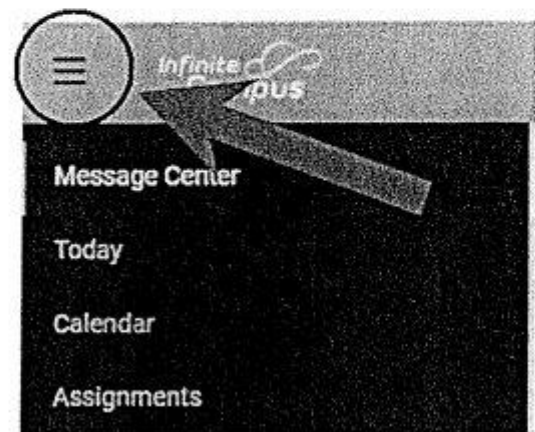 Infinite
Message Center
Today
Calendar
Assignments